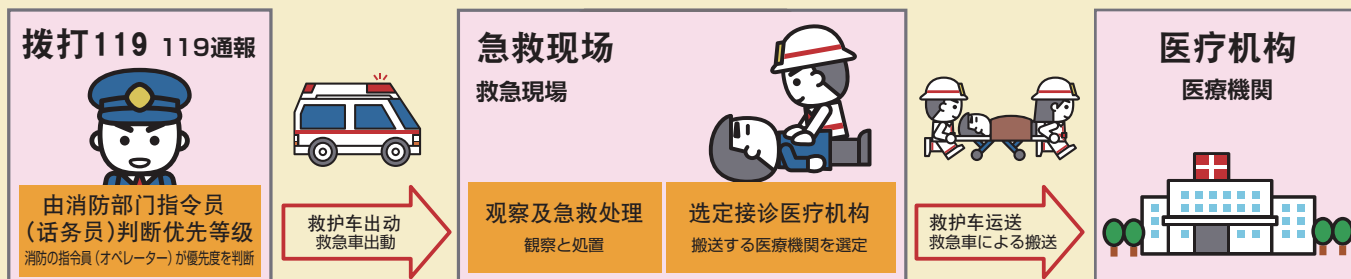 拨打119 119通報
由消防部门指令员
（话务员）判断优先等级
消防の指令員（オペレーター）が優先度を判断
救护车出动
救急車出動
急救现场
救急現場
观察及急救处理
観察と処置
选定接诊医疗机构
搬送する医療機関を選定
救护车运送
救急車による搬送
医疗机构
医療機関